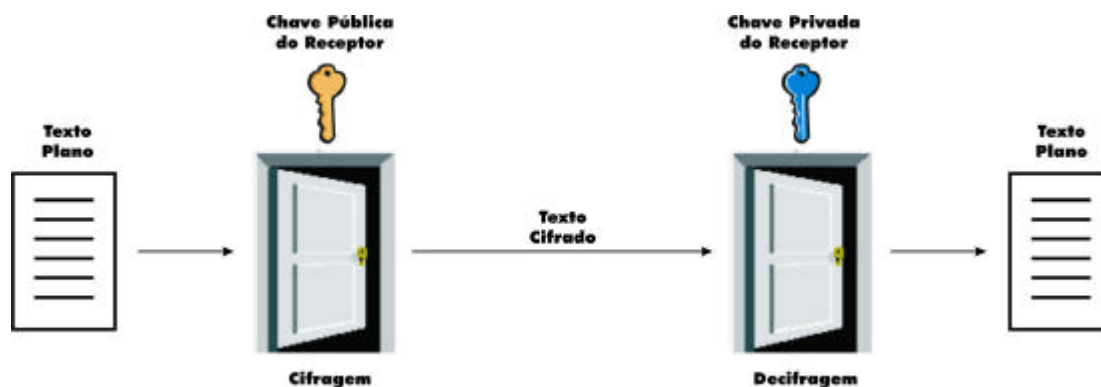 Chave Pública
do Receptor
Chave Privada
do Receptor
Texto
Plano
Texto
Cifrado
Texto
Plano
Cifragem
Decifragem